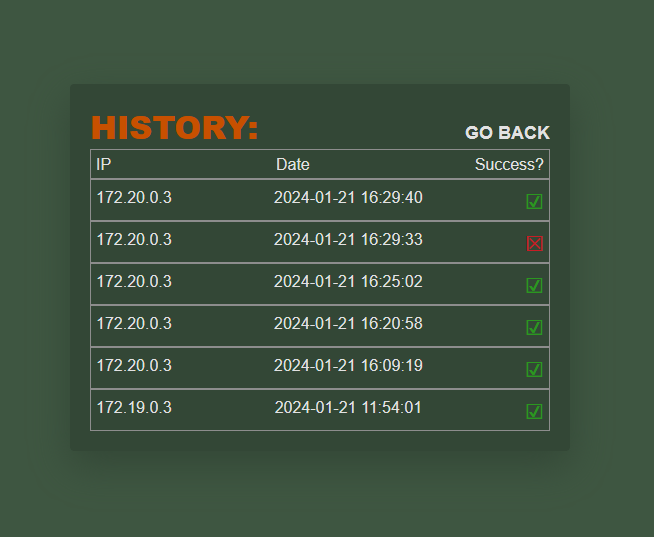 HISTORY:
GO BACK
IP Date Success?
172.20.0.3 2024-01-21 16:29:40 ☑
172.20.0.3 2024-01-21 16:29:33 ☒
172.20.0.3 2024-01-21 16:25:02 ☑
172.20.0.3 2024-01-21 16:20:58 ☑
172.20.0.3 2024-01-21 16:09:19 ☑
172.19.0.3 2024-01-21 11:54:01 ☑